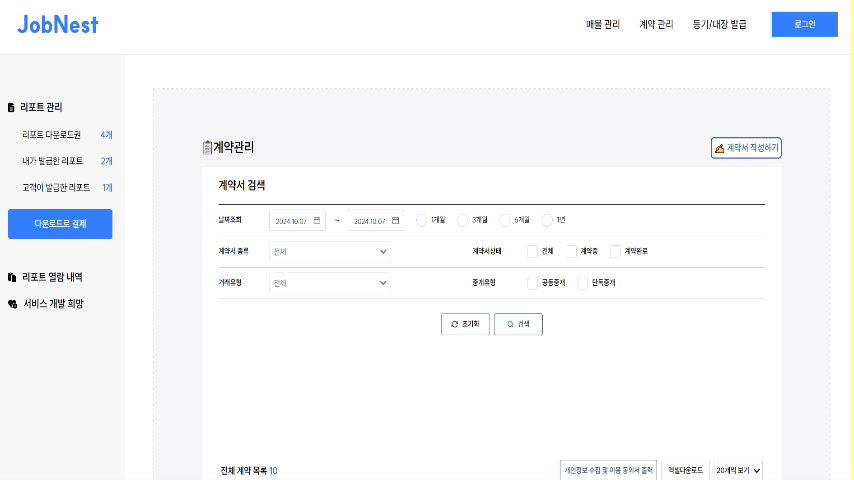 JobNest
매물 관리 계약 관리 등기/대장 발급 로그인
리포트 관리
리포트 다운로드권 4개
내가 발급한 리포트 2개
고객이 발급한 리포트 1개
다운로드로 결제
리포트 열람 내역
서비스 개발 희망
계약관리
계약서 작성하기
계약서 검색
날짜조회 2024.10.07 ~ 2024.10.07 1개월 3개월 6개월 1년
계약서 종류 전체 계약서상태 전체 계약중 계약완료
거래유형 전체 중개유형 공동중개 단독중개
초기화 검색
전체 계약 목록 10 개인정보 수집 및 이용 동의서 출력 엑셀다운로드 20개씩 보기